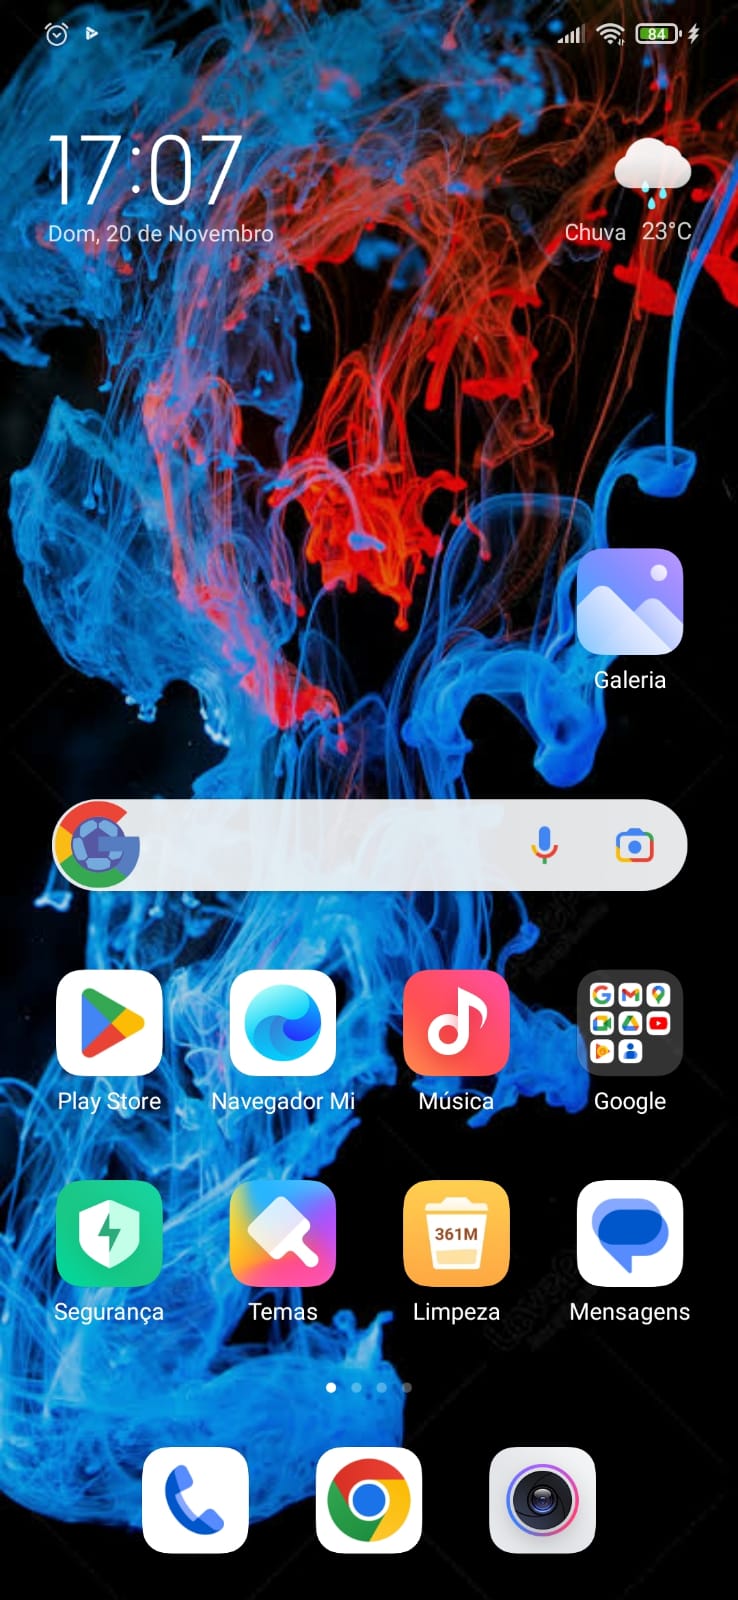 84
17:07
Dom, 20 de Novembro
Chuva 23°C
Galeria
Play Store
Navegador Mi
Música
Google
361M
Segurança
Temas
Limpeza
Mensagens